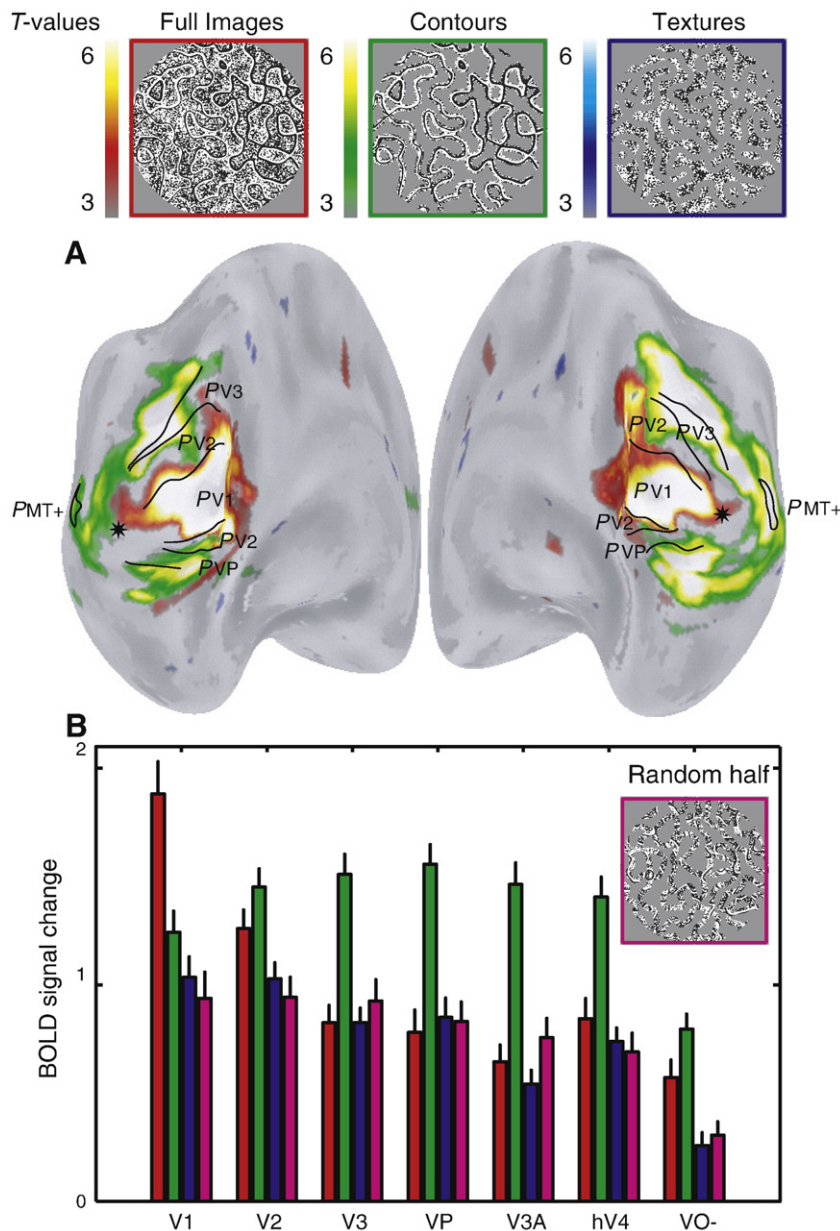 T-values Full Images Contours Textures
6 6 6
3 3 3
A
PV3
PV2
PV1
PMT+
PV2
PVP
PV2
PV3
PV1
PMT+
PV2
PVP
B
2
Random half
BOLD signal change
1
0
V1 V2 V3 VP V3A hV4 VO-